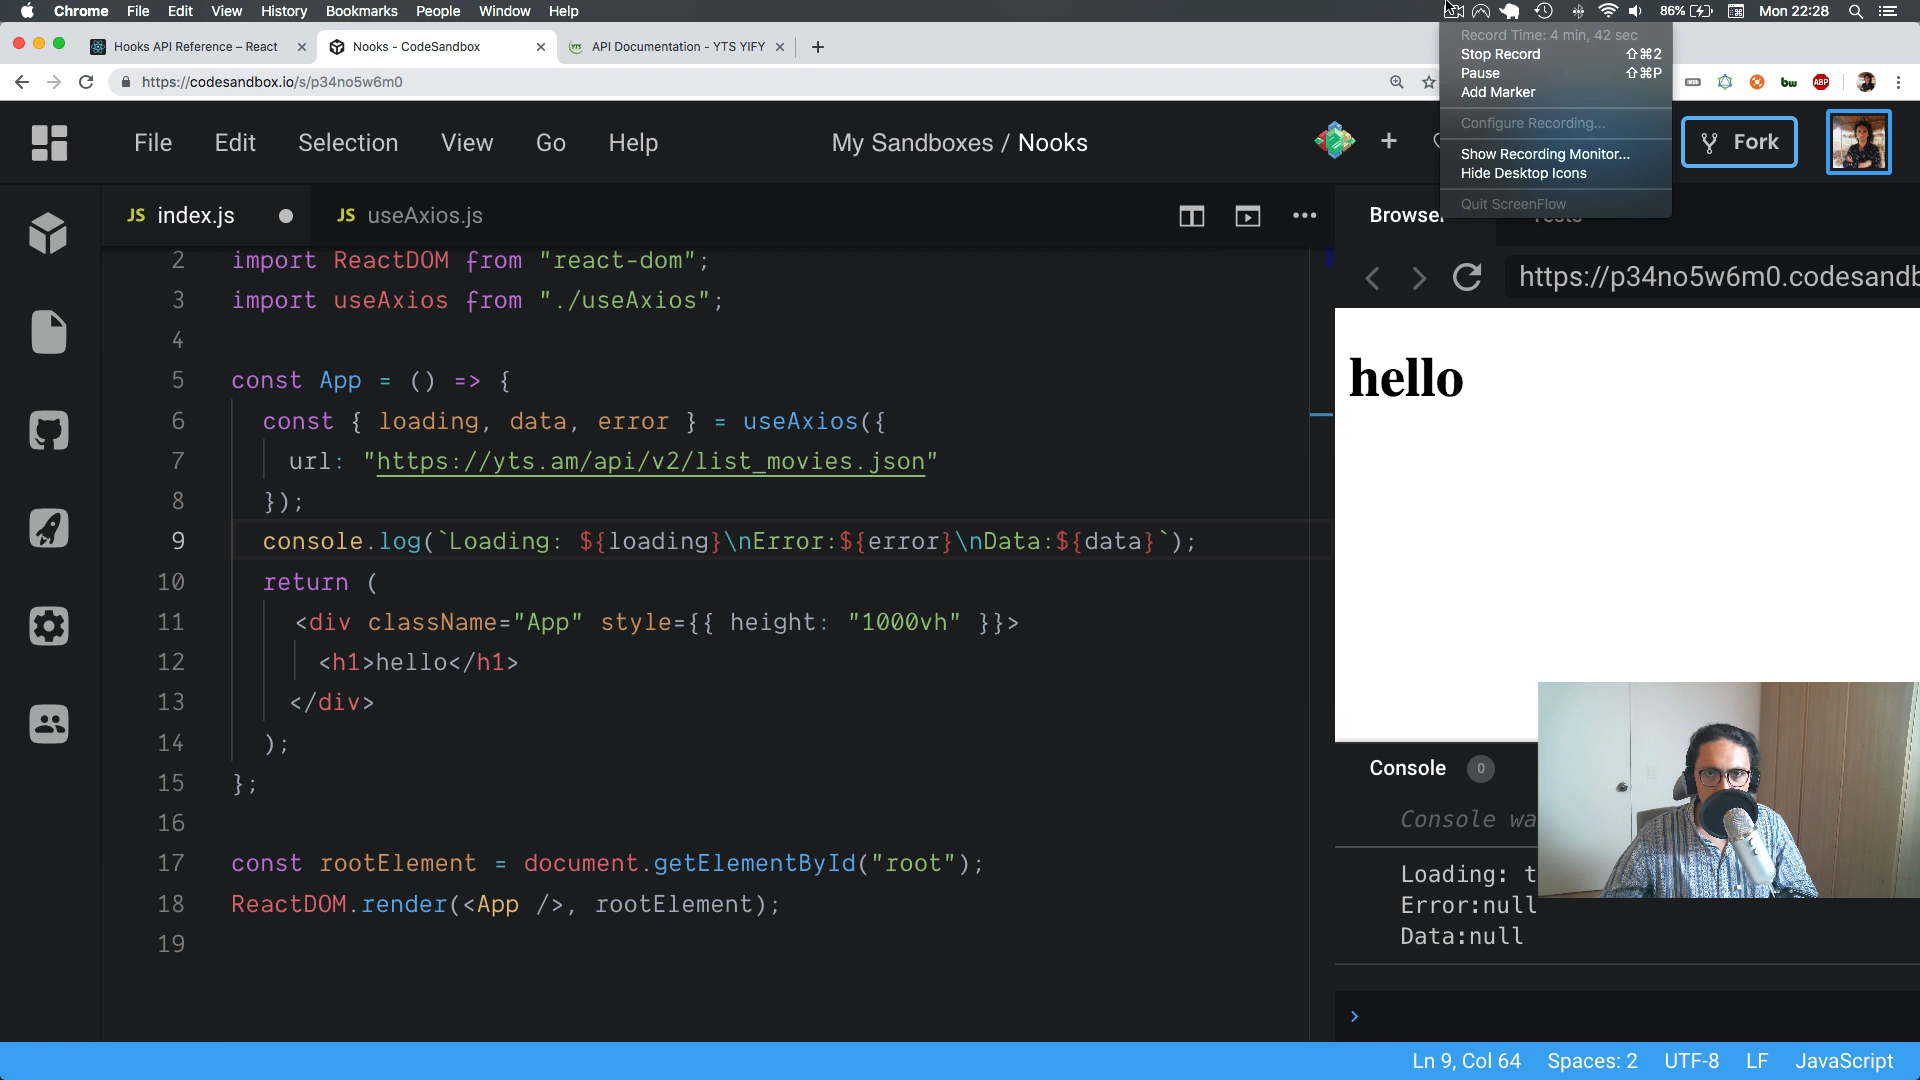 Chrome File Edit View History Bookmarks People Window Help 86% Mon 22:28
Hooks API Reference – React
Nooks - CodeSandbox
API Documentation - YTS YIFY
https://codesandbox.io/s/p34no5w6m0
ABP
Record Time: 4 min, 42 sec
Stop Record ⇧⌘2
Pause ⇧⌘P
Add Marker
Configure Recording...
Show Recording Monitor...
Hide Desktop Icons
Quit ScreenFlow
File Edit Selection View Go Help
My Sandboxes / Nooks
Fork
JS index.js
JS useAxios.js
Browser
Tests
https://p34no5w6m0.codesandb
2 import ReactDOM from "react-dom";
3 import useAxios from "./useAxios";
4
5 const App = () => {
6 const { loading, data, error } = useAxios({
7 url: "https://yts.am/api/v2/list_movies.json"
8 });
9 console.log(`Loading: ${loading}\nError:${error}\nData:${data}`);
10 return (
11 <div className="App" style={{ height: "1000vh" }}>
12 <h1>hello</h1>
13 </div>
14 );
15 };
16
17 const rootElement = document.getElementById("root");
18 ReactDOM.render(<App />, rootElement);
19
hello
Console 0
Console wa
Loading: t
Error:null
Data:null
Ln 9, Col 64 Spaces: 2 UTF-8 LF JavaScript